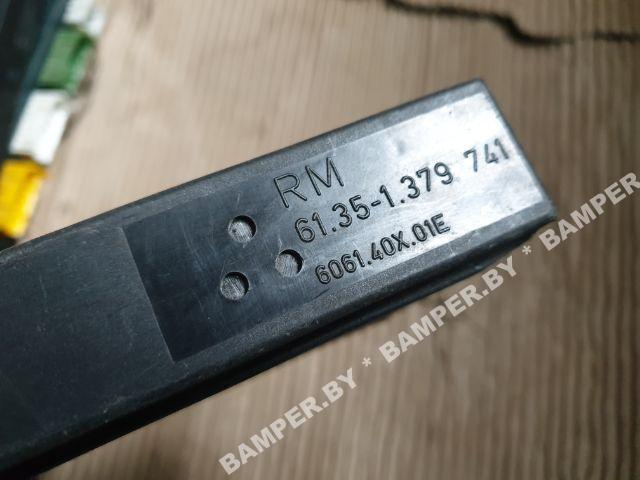 RM
61.35-1.379 741
6061.40X.01E
BAMPER.BY * BAMPER.BY * BAMPER